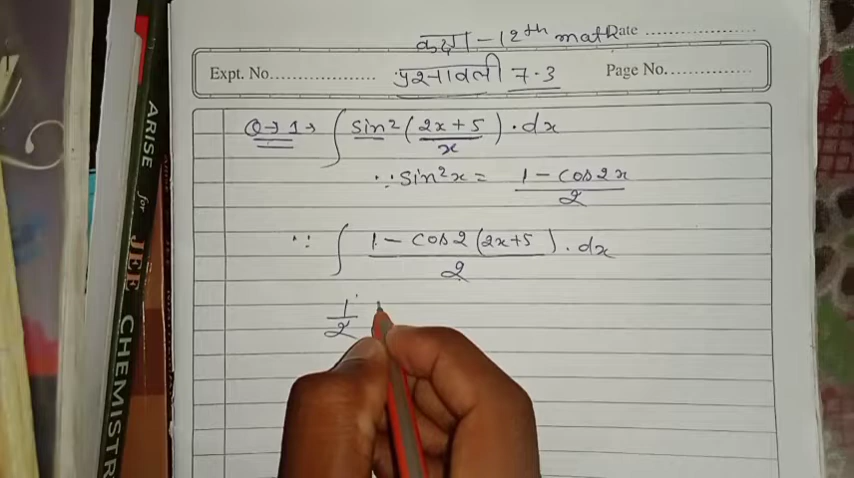 कक्षा - 12th math Date ....................
Expt. No................... प्रश्नावली 7.3 Page No...............
Q→ 1→ ∫ sin² (2x+5/x) . dx
∵ sin²x = 1 - cos2x / 2
∵ ∫ 1 - cos2 (2x+5) / 2 . dx
1/2
ARISE for JEE CHEMISTR